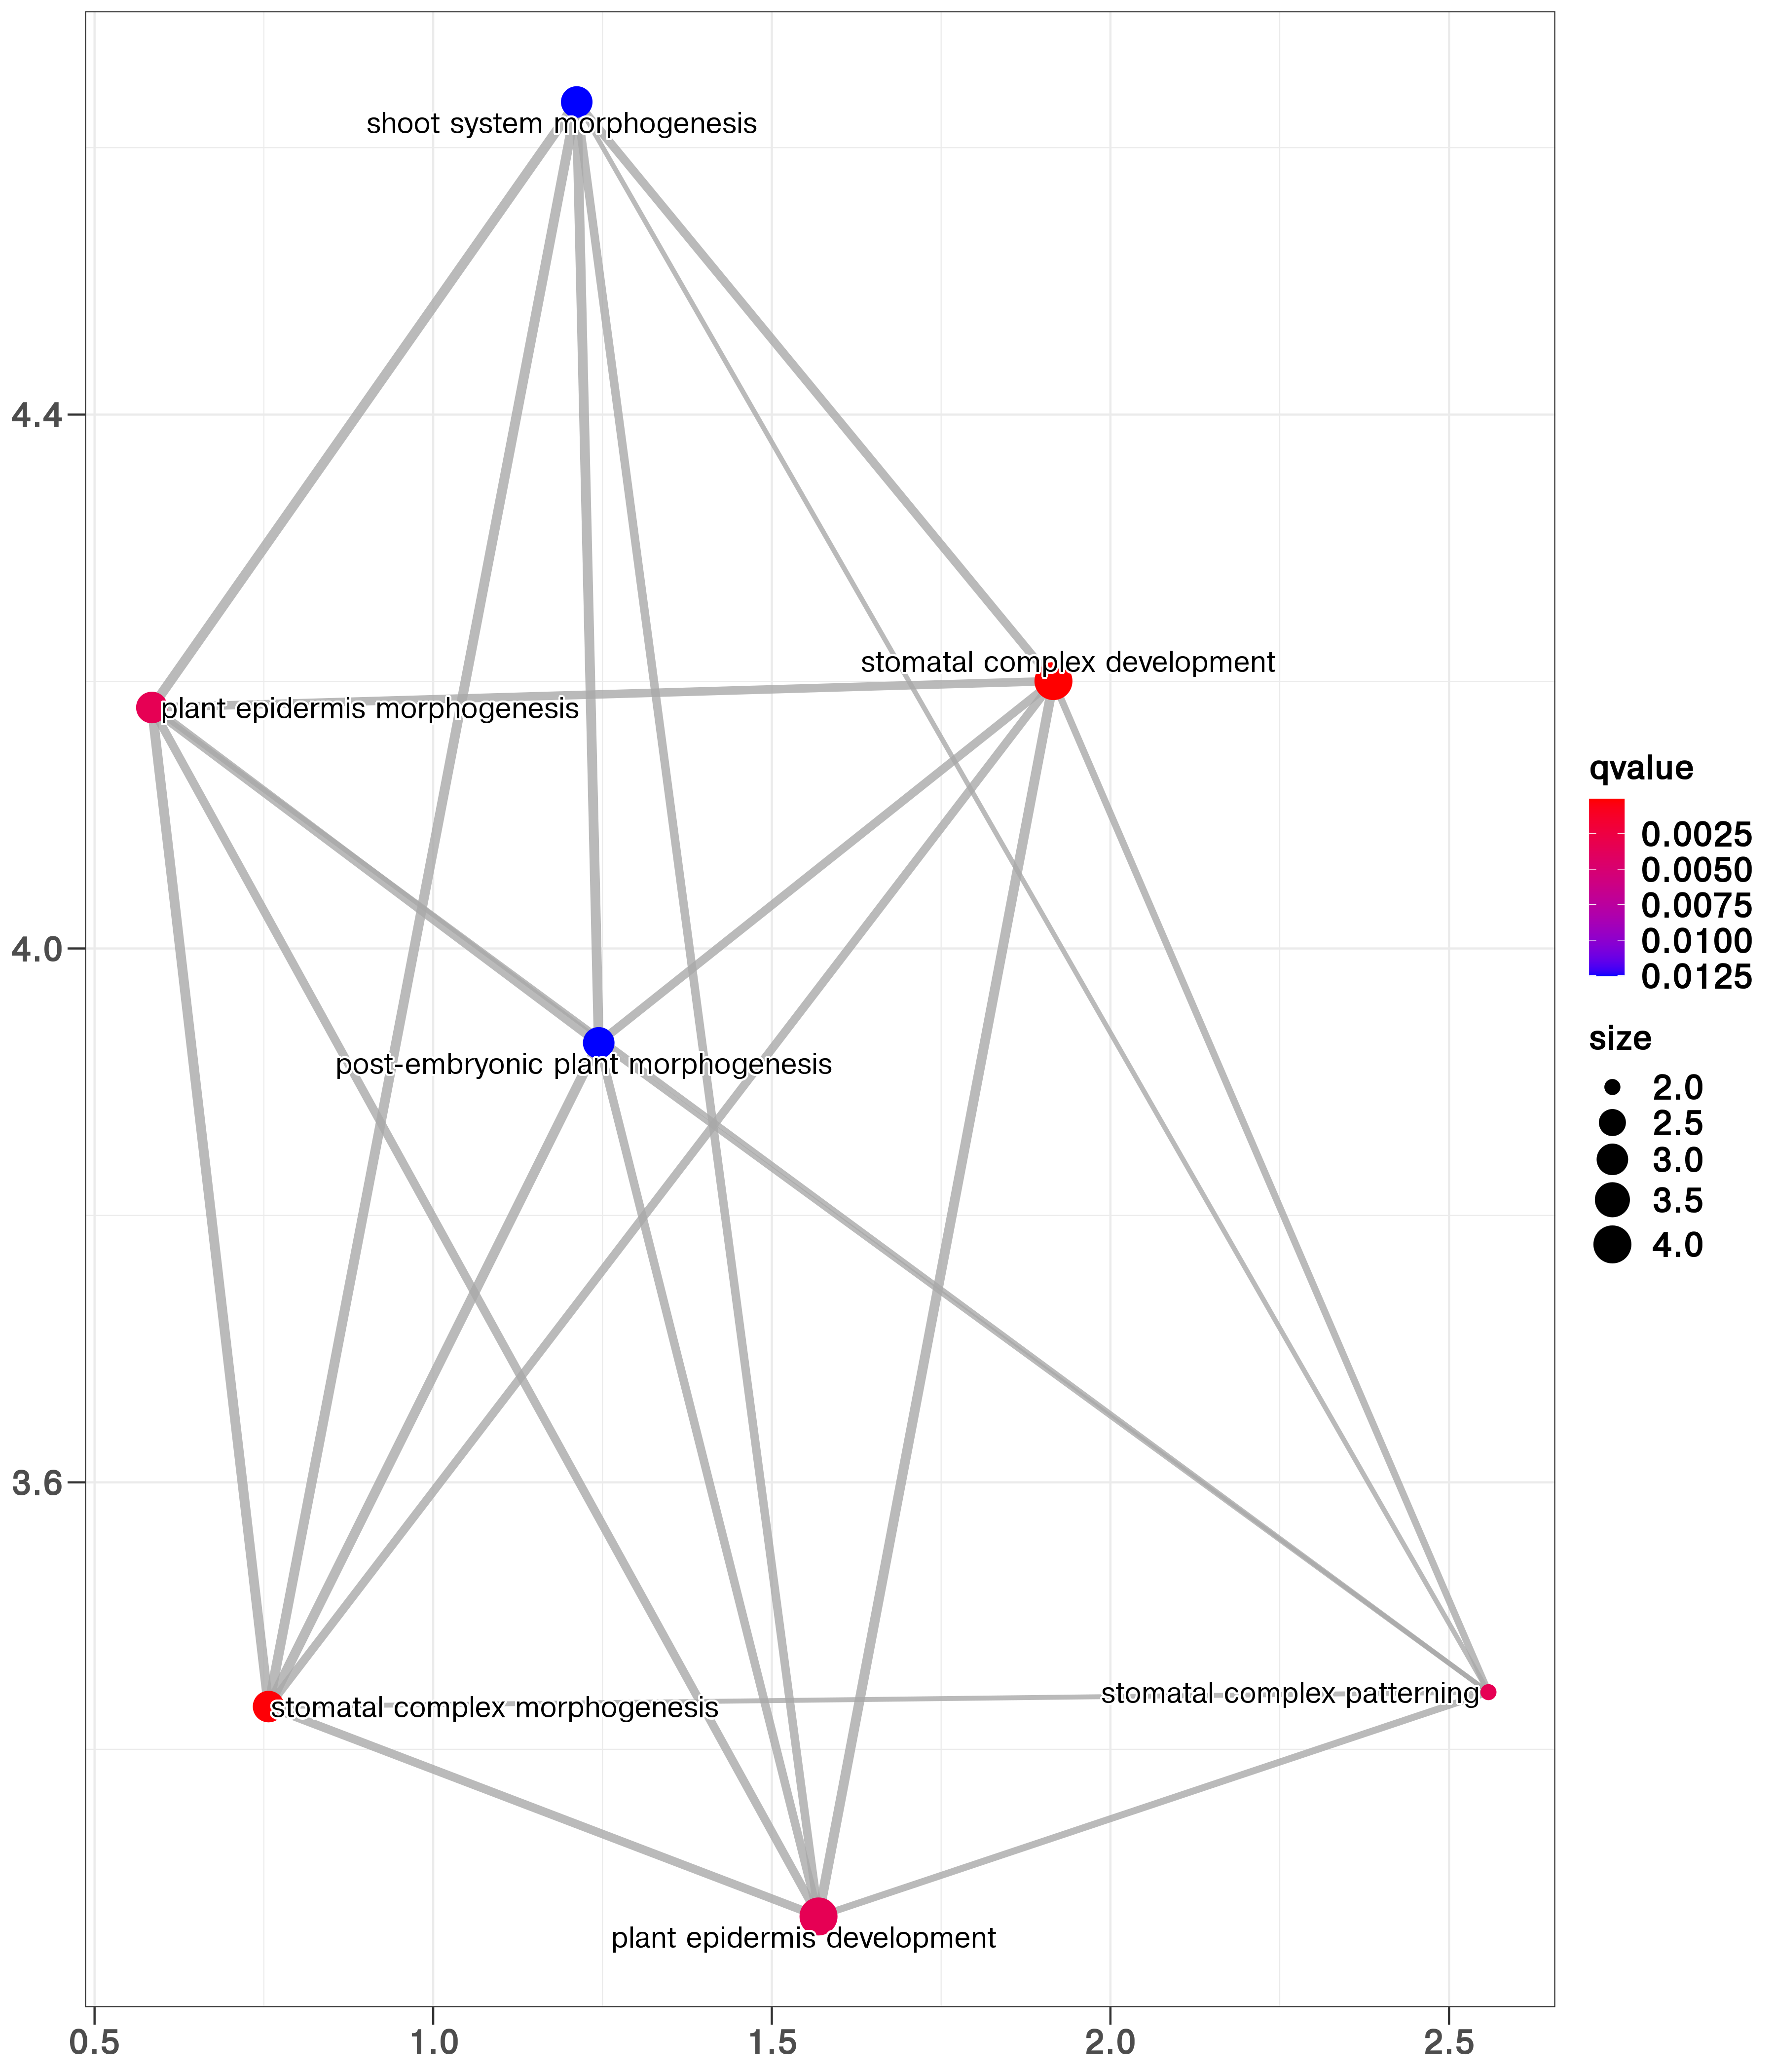 shoot system morphogenesis
4.4
stomatal complex development
plant epidermis morphogenesis
qvalue
0.0025
0.0050
0.0075
0.0100
0.0125
4.0
size
post-embryonic plant morphogenesis
2.0
2.5
3.0
3.5
4.0
3.6
stomatal complex patterning
stomatal complex morphogenesis
plant epidermis development
0.5 1.0 1.5 2.0 2.5